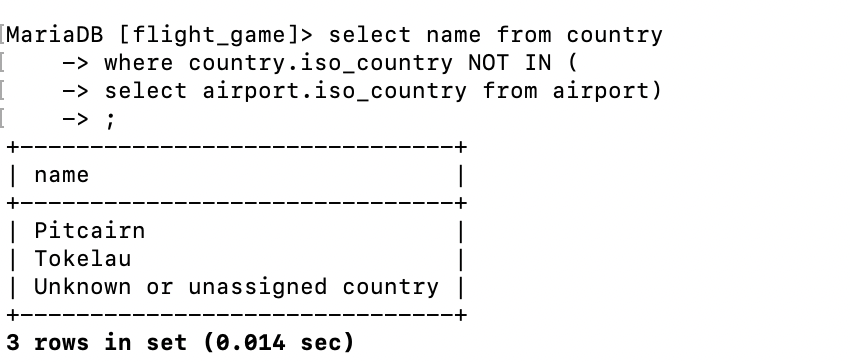 [MariaDB [flight_game]> select name from country
[    -> where country.iso_country NOT IN (
[    -> select airport.iso_country from airport)
[    -> ;
+-------------------------------+
| name                          |
+-------------------------------+
| Pitcairn                      |
| Tokelau                       |
| Unknown or unassigned country |
+-------------------------------+
3 rows in set (0.014 sec)